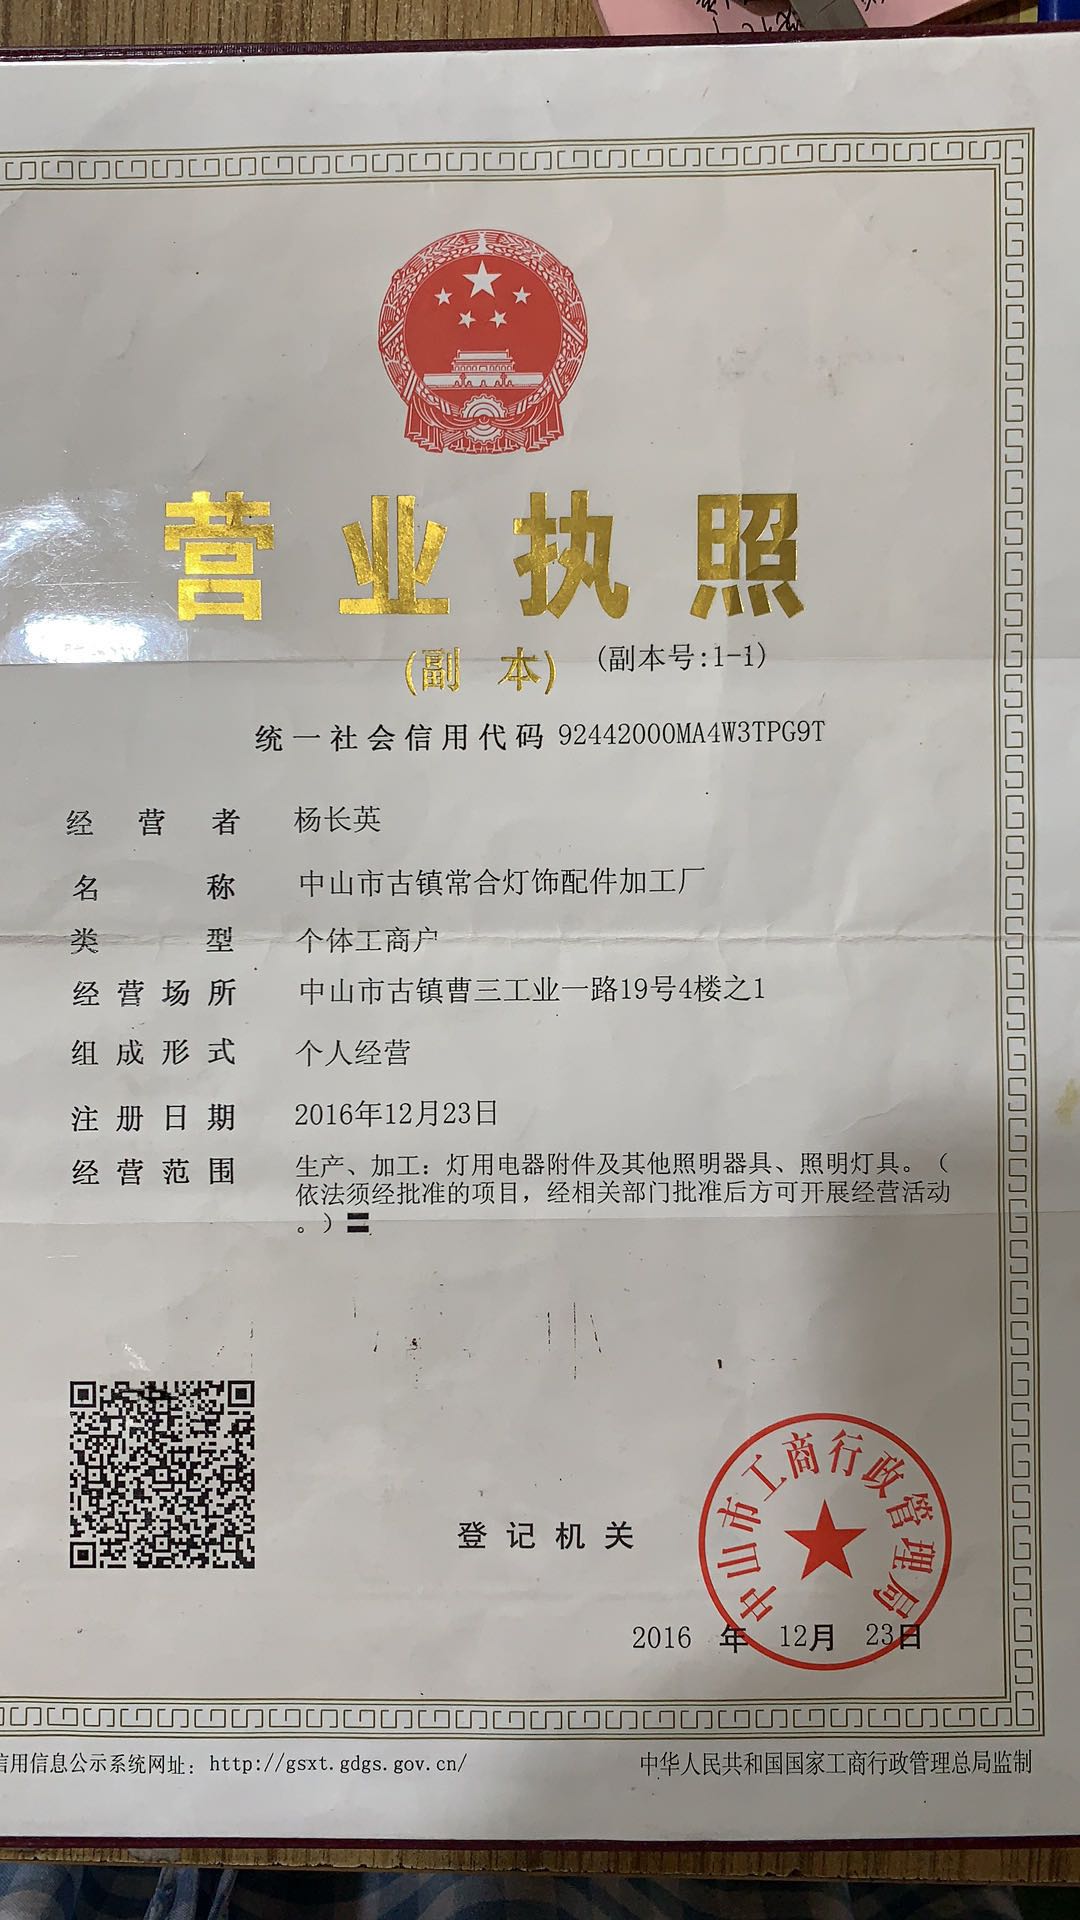 营业执照
(副 本) (副本号:1-1)
统一社会信用代码 92442000MA4W3TPG9T
经营者 杨长英
名称 中山市古镇常合灯饰配件加工厂
类型 个体工商户
经营场所 中山市古镇曹三工业一路19号4楼之1
组成形式 个人经营
注册日期 2016年12月23日
经营范围 生产、加工：灯用电器附件及其他照明器具、照明灯具。（
依法须经批准的项目，经相关部门批准后方可开展经营活动
。）
登记机关
中山市工商行政管理局
2016 年 12月 23日
信用信息公示系统网址：http://gsxt.gdgs.gov.cn/ 中华人民共和国国家工商行政管理总局监制